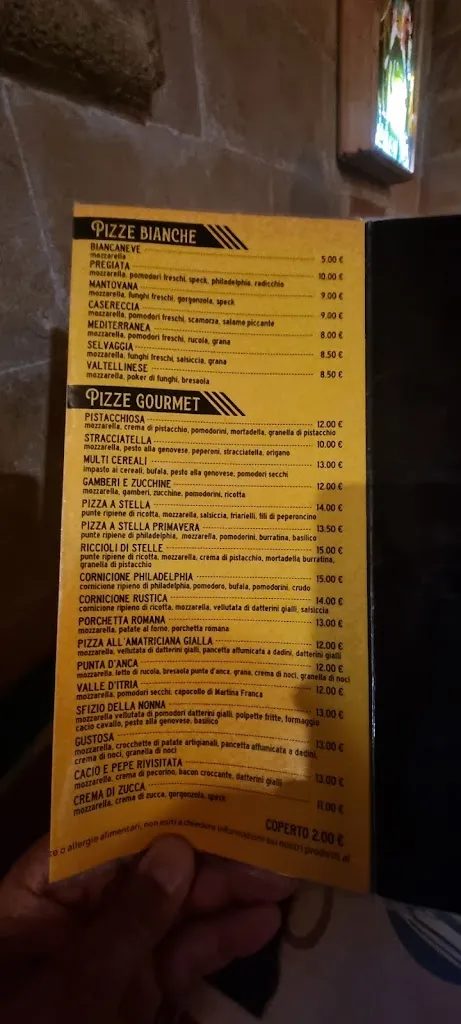 PIZZE BIANCHE
BIANCANEVE 5.00 €
mozzarella
PREGIATA 10.00 €
mozzarella, pomodori freschi, speck, philadelphia, radicchio
MANTOVANA 9.00 €
mozzarella, funghi freschi, gorgonzola, speck
CASERECCIA 9.00 €
mozzarella, pomodori freschi, scamorza, salame piccante
MEDITERRANEA 8.00 €
mozzarella, pomodori freschi, rucola, grana
SELVAGGIA 8.50 €
mozzarella, funghi freschi, salsiccia, grana
VALTELLINESE 8.50 €
mozzarella, poker di funghi, bresaola
PIZZE GOURMET
PISTACCHIOSA 12.00 €
mozzarella, crema di pistacchio, pomodorini, mortadella, granella di pistacchio
STRACCIATELLA 10.00 €
mozzarella, pesto alla genovese, peperoni, stracciatella, origano
MULTI CEREALI 13.00 €
impasto ai cereali, bufala, pesto alla genovese, pomodori secchi
GAMBERI E ZUCCHINE 12.00 €
mozzarella, gamberi, zucchine, pomodorini, ricotta
PIZZA A STELLA 14.00 €
punte ripiene di ricotta, mozzarella, salsiccia, friarielli, fili di peperoncino
PIZZA A STELLA PRIMAVERA 13.50 €
punte ripiene di philadelphia, mozzarella, pomodorini, burratina, basilico
RICCIOLI DI STELLE 15.00 €
punte ripiene di ricotta, mozzarella, crema di pistacchio, mortadella, burratina,
granella di pistacchio
CORNICIONE PHILADELPHIA 15.00 €
cornicione ripieno di philadelphia, pomodoro, bufala, pomodorini, crudo
CORNICIONE RUSTICA 14.00 €
cornicione ripieno di ricotta, mozzarella, vellutata di datterini gialli, salsiccia
PORCHETTA ROMANA 13.00 €
mozzarella, patate al forno, porchetta romana
PIZZA ALL'AMATRICIANA GIALLA 12.00 €
mozzarella, vellutata di datterini gialli, pancetta affumicata a dadini, datterini gialli
PUNTA D'ANCA 12.00 €
mozzarella, letto di rucola, bresaola punta d'anca, grana, crema di noci, granella di noci
VALLE D'ITRIA 12.00 €
mozzarella, pomodori secchi, capocollo di Martina Franca
SFIZIO DELLA NONNA 13.00 €
mozzarella vellutata di pomodori datterini gialli, polpette fritte, formaggio
cacio cavallo, pesto alla genovese, basilico
GUSTOSA 13.00 €
mozzarella, crocchette di patate artigianali, pancetta affumicata a dadini,
crema di noci, granella di noci
CACIO E PEPE RIVISITATA 13.00 €
mozzarella, crema di pecorino, bacon croccante, datterini gialli
CREMA DI ZUCCA 11.00 €
mozzarella, crema di zucca, gorgonzola, speck
COPERTO 2.00 €
o allergie alimentari, non esiti a chiedere informazioni sui nostri prodotti al